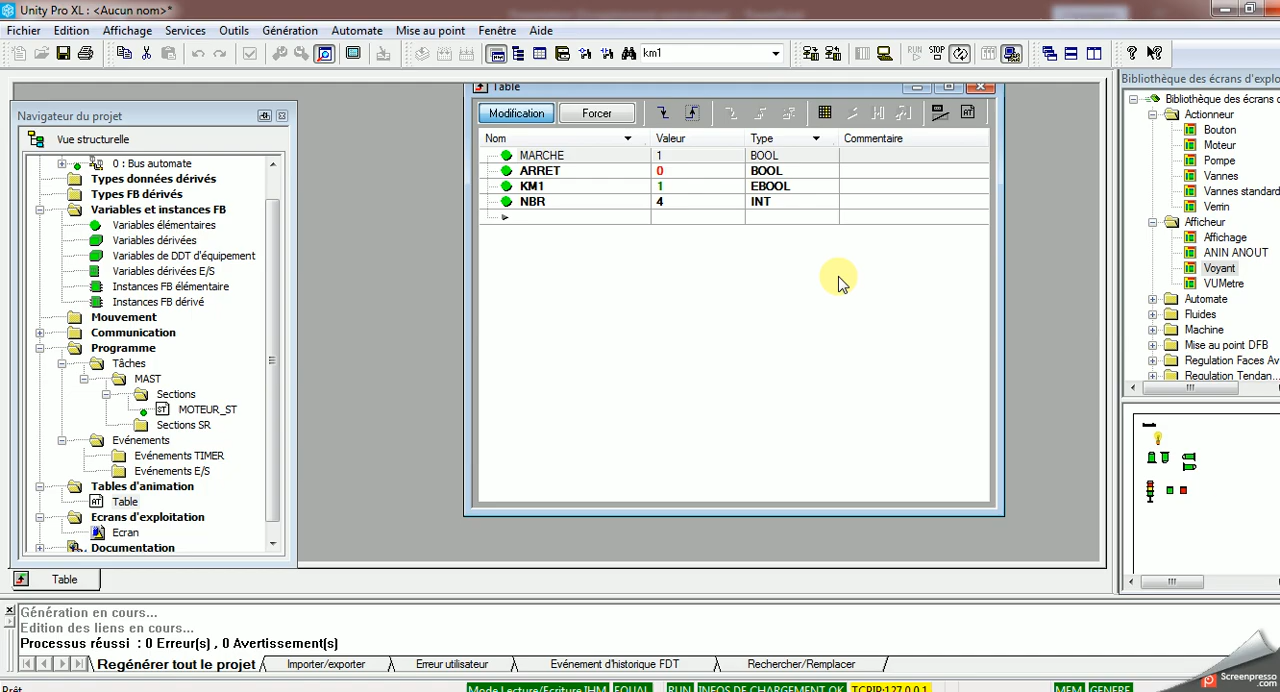 Unity Pro XL : <Aucun nom>*
Fichier Edition Affichage Services Outils Génération Automate Mise au point Fenêtre Aide
km1
RUN STOP
Navigateur du projet
Vue structurelle
0 : Bus automate
Types données dérivés
Types FB dérivés
Variables et instances FB
Variables élémentaires
Variables dérivées
Variables de DDT d'équipement
Variables dérivées E/S
Instances FB élémentaire
Instances FB dérivé
Mouvement
Communication
Programme
Tâches
MAST
Sections
MOTEUR_ST
Sections SR
Evénements
Evénements TIMER
Evénements E/S
Tables d'animation
Table
Ecrans d'exploitation
Ecran
Documentation
Table
Table
Modification Forcer
Nom Valeur Type Commentaire
MARCHE 1 BOOL
ARRET 0 BOOL
KM1 1 EBOOL
NBR 4 INT
Bibliothèque des écrans d'explo
Bibliothèque des écrans d
Actionneur
Bouton
Moteur
Pompe
Vannes
Vannes standard
Verrin
Afficheur
Affichage
ANIN ANOUT
Voyant
VUMetre
Automate
Fluides
Machine
Mise au point DFB
Regulation Faces Av
Regulation Tendan
Génération en cours...
Edition des liens en cours...
Processus réussi : 0 Erreur(s) , 0 Avertissement(s)
Regénérer tout le projet Importer/exporter Erreur utilisateur Evénement d'historique FDT Rechercher/Remplacer
Prêt Mode Lecture/Ecriture IHM EQUAL RUN INFOS DE CHARGEMENT OK TCPIP:127.0.0.1 MEM GENERE
Screenpresso
.com